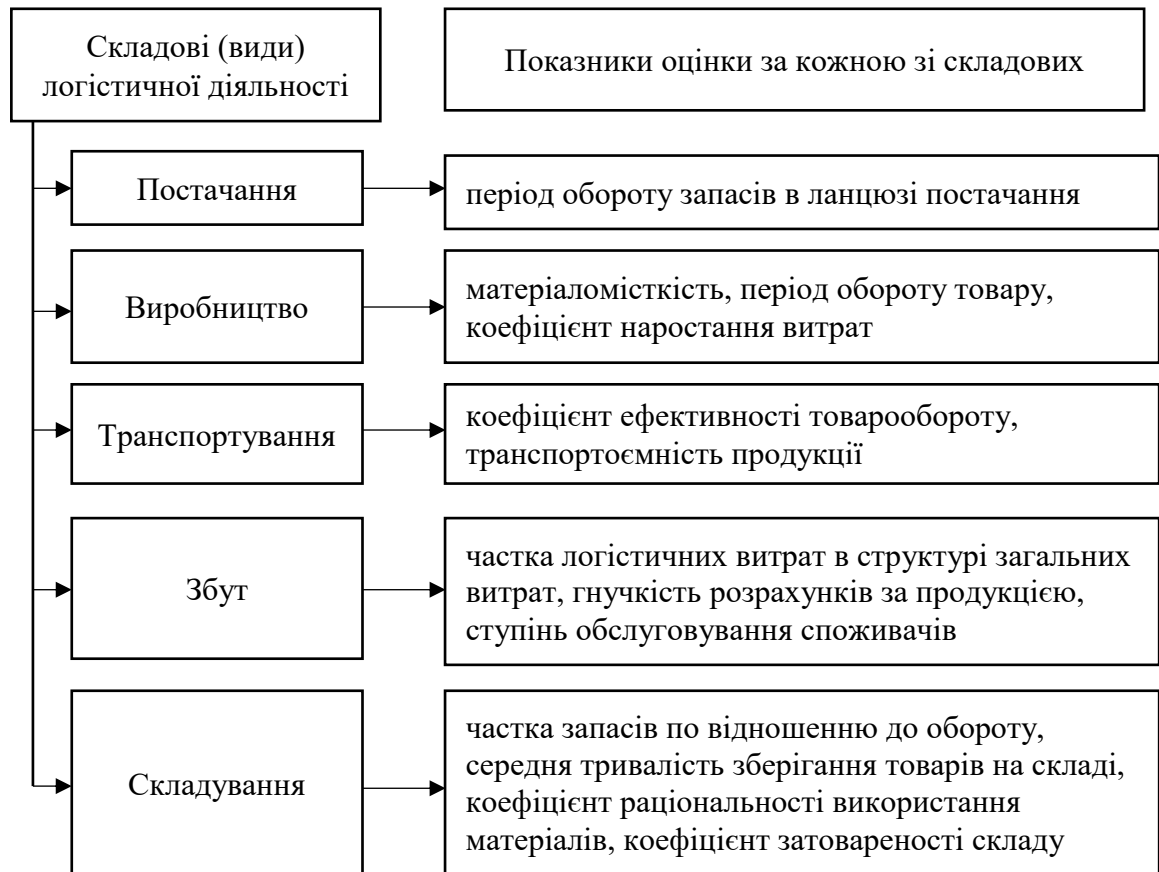 Складові (види)
логістичної діяльності
Показники оцінки за кожною зі складових
Постачання
період обороту запасів в ланцюзі постачання
Виробництво
матеріаломісткість, період обороту товару,
коефіцієнт наростання витрат
Транспортування
коефіцієнт ефективності товарообороту,
транспортоємність продукції
Збут
частка логістичних витрат в структурі загальних
витрат, гнучкість розрахунків за продукцією,
ступінь обслуговування споживачів
Складування
частка запасів по відношенню до обороту,
середня тривалість зберігання товарів на складі,
коефіцієнт раціональності використання
матеріалів, коефіцієнт затовареності складу